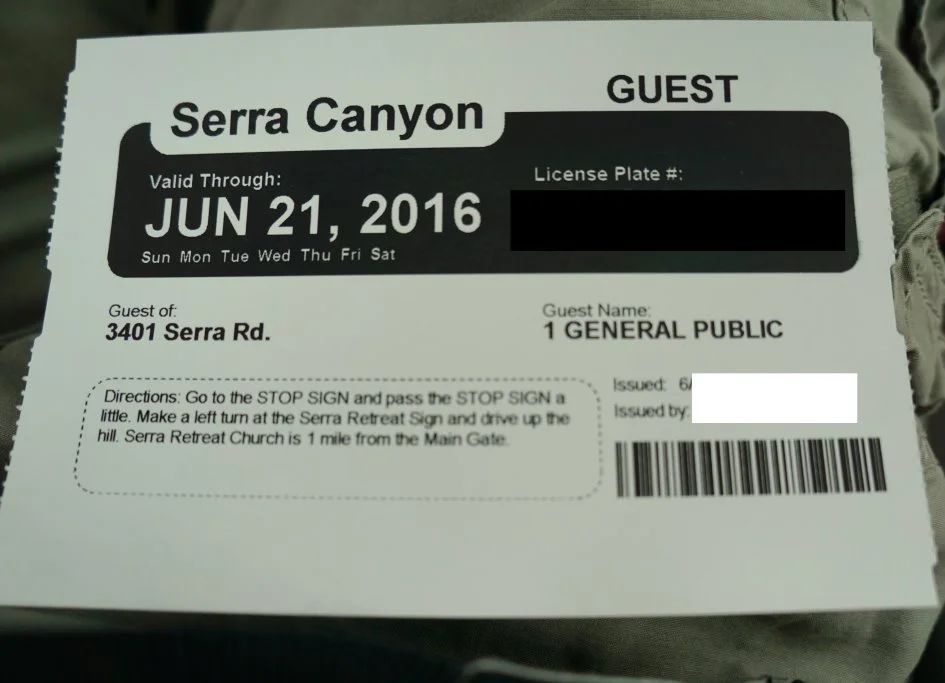 GUEST
Serra Canyon
Valid Through:
JUN 21, 2016
Sun Mon Tue Wed Thu Fri Sat
License Plate #:
Guest of:
3401 Serra Rd.
Guest Name:
1 GENERAL PUBLIC
Directions: Go to the STOP SIGN and pass the STOP SIGN a
little. Make a left turn at the Serra Retreat Sign and drive up the
hill. Serra Retreat Church is 1 mile from the Main Gate.
Issued: 6/
Issued by: